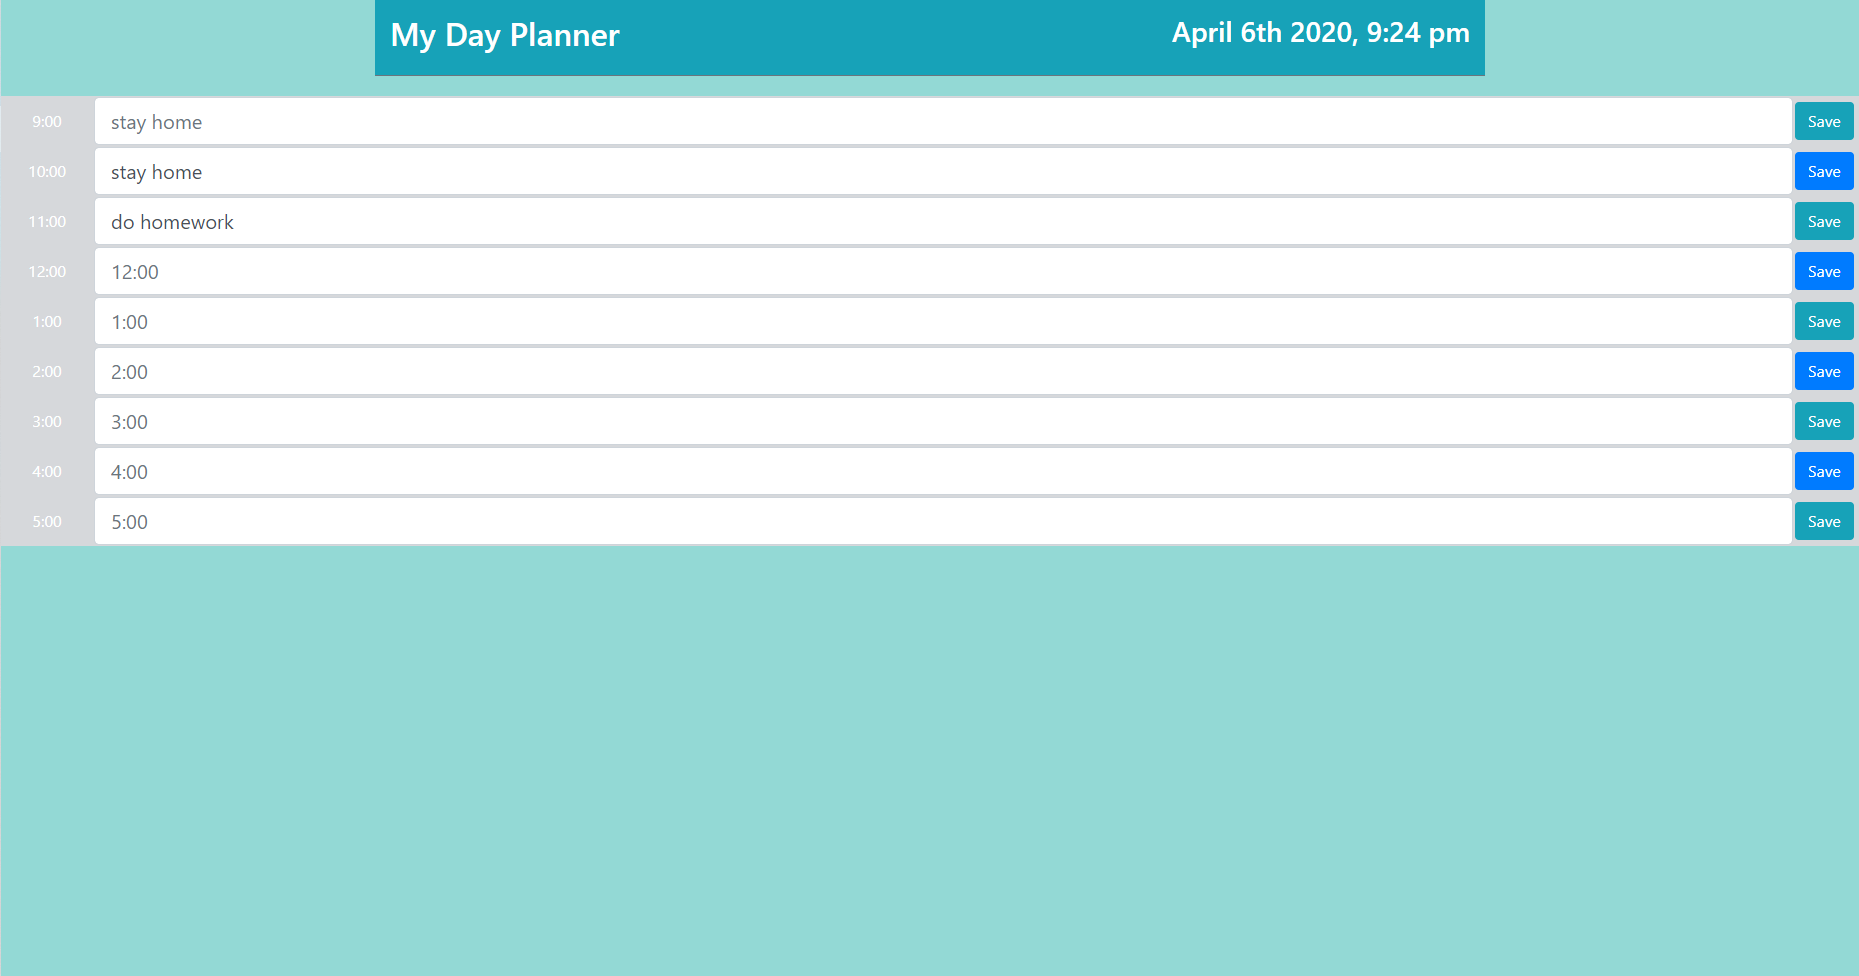 My Day Planner April 6th 2020, 9:24 pm
9:00 stay home Save
10:00 stay home Save
11:00 do homework Save
12:00 12:00 Save
1:00 1:00 Save
2:00 2:00 Save
3:00 3:00 Save
4:00 4:00 Save
5:00 5:00 Save